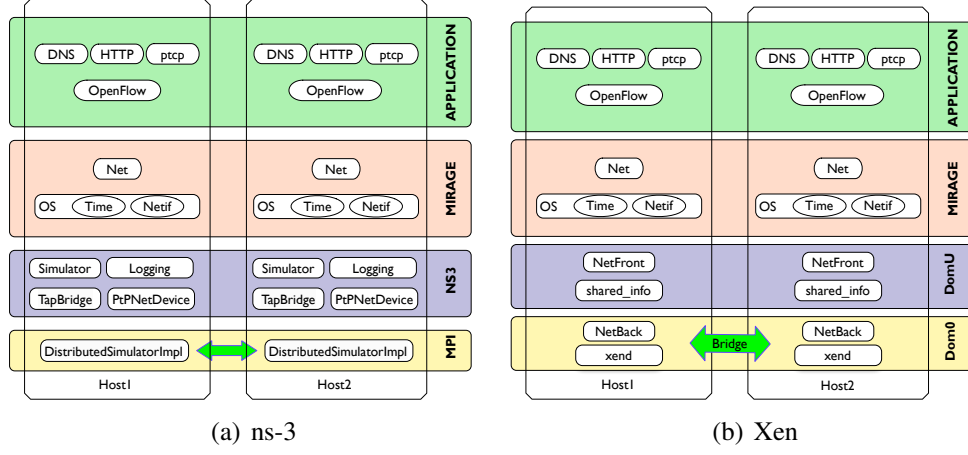 DNS HTTP ptcp
OpenFlow
DNS HTTP ptcp
OpenFlow
APPLICATION
Net
OS Time Netif
Net
OS Time Netif
MIRAGE
Simulator Logging
TapBridge PtPNetDevice
Simulator Logging
TapBridge PtPNetDevice
NS3
DistributedSimulatorImpl
DistributedSimulatorImpl
MPI
Host1
Host2
(a) ns-3
DNS HTTP ptcp
OpenFlow
DNS HTTP ptcp
OpenFlow
APPLICATION
Net
OS Time Netif
Net
OS Time Netif
MIRAGE
NetFront
shared_info
NetFront
shared_info
DomU
NetBack
xend
Bridge
NetBack
xend
Dom0
Host1
Host2
(b) Xen